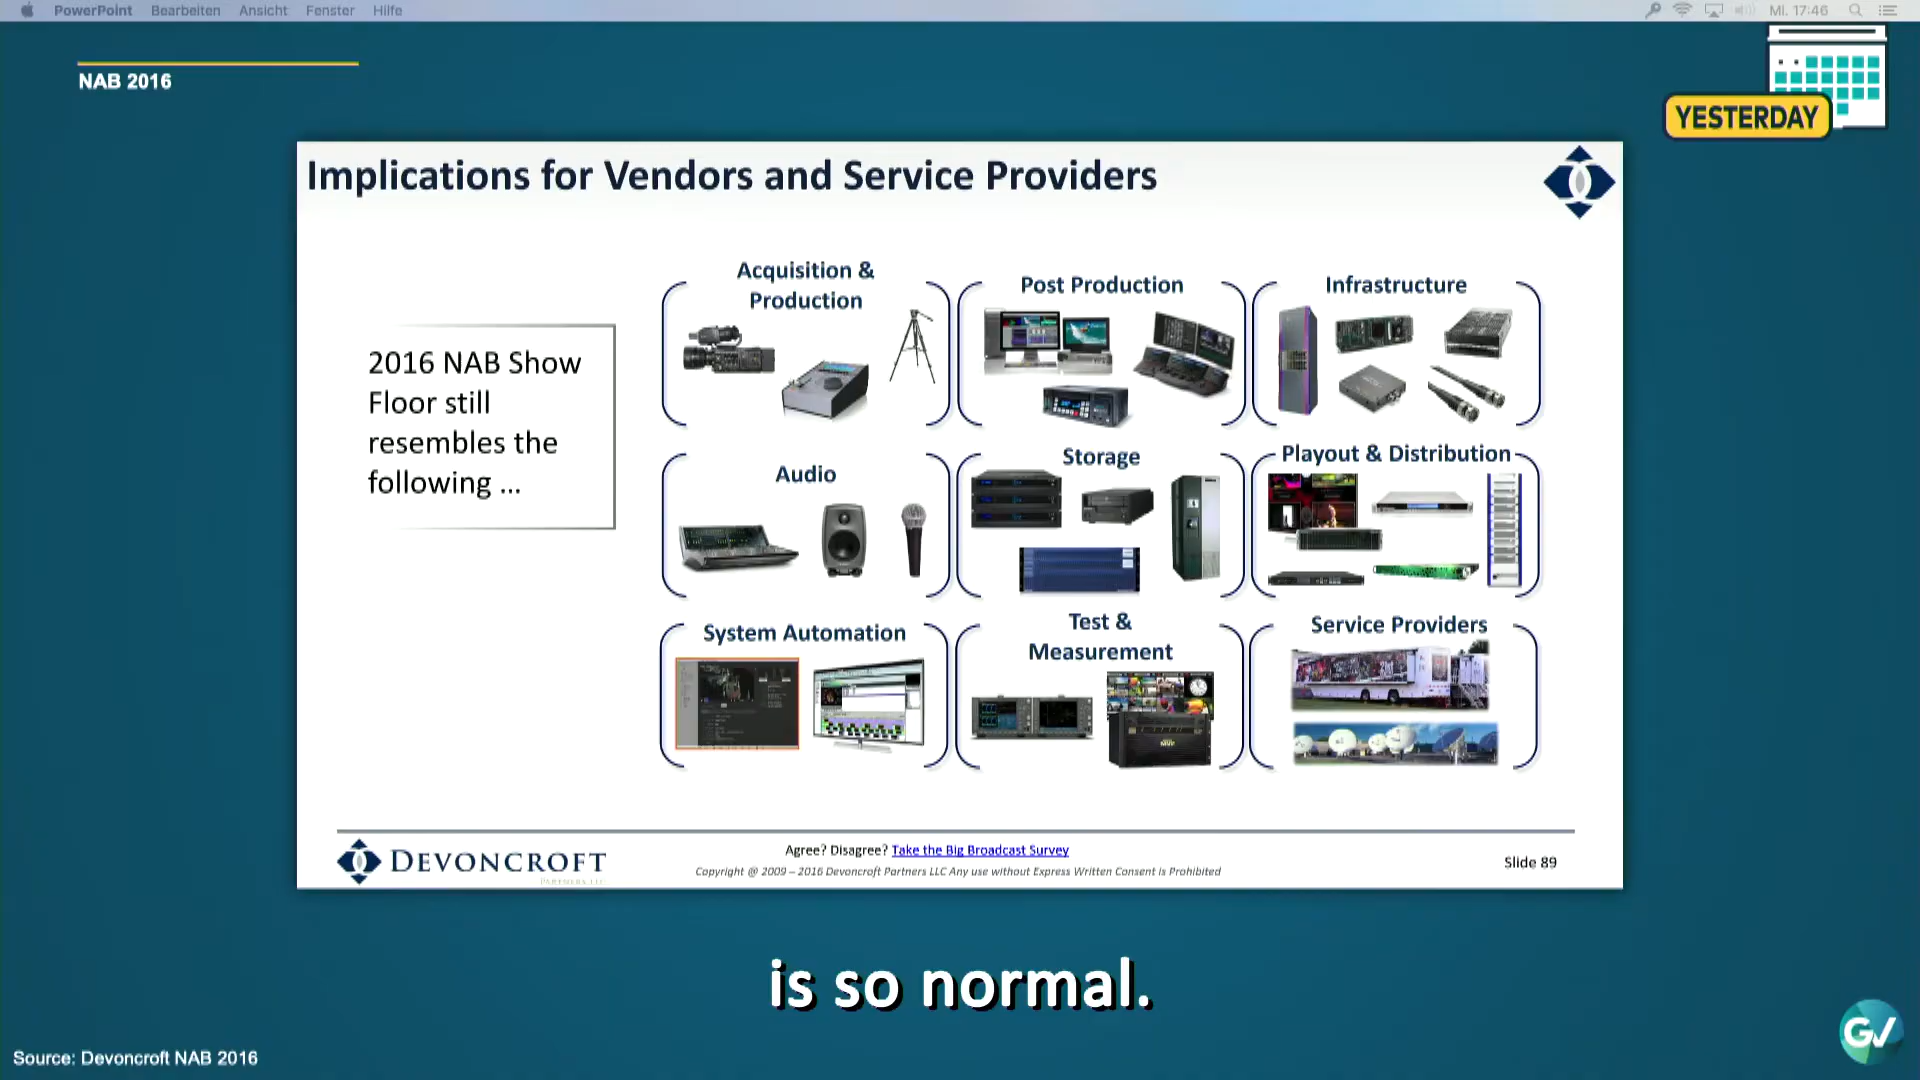 PowerPoint Bearbeiten Ansicht Fenster Hilfe
Mi. 17:46
NAB 2016
YESTERDAY
Implications for Vendors and Service Providers
2016 NAB Show
Floor still
resembles the
following ...
Acquisition &
Production
Post Production
Infrastructure
Audio
Storage
Playout & Distribution
System Automation
Test &
Measurement
Service Providers
DEVONCROFT
PARTNERS, LLC
Agree? Disagree? Take the Big Broadcast Survey
Copyright @ 2009 – 2016 Devoncroft Partners LLC Any use without Express Written Consent is Prohibited
Slide 89
is so normal.
Source: Devoncroft NAB 2016
GV